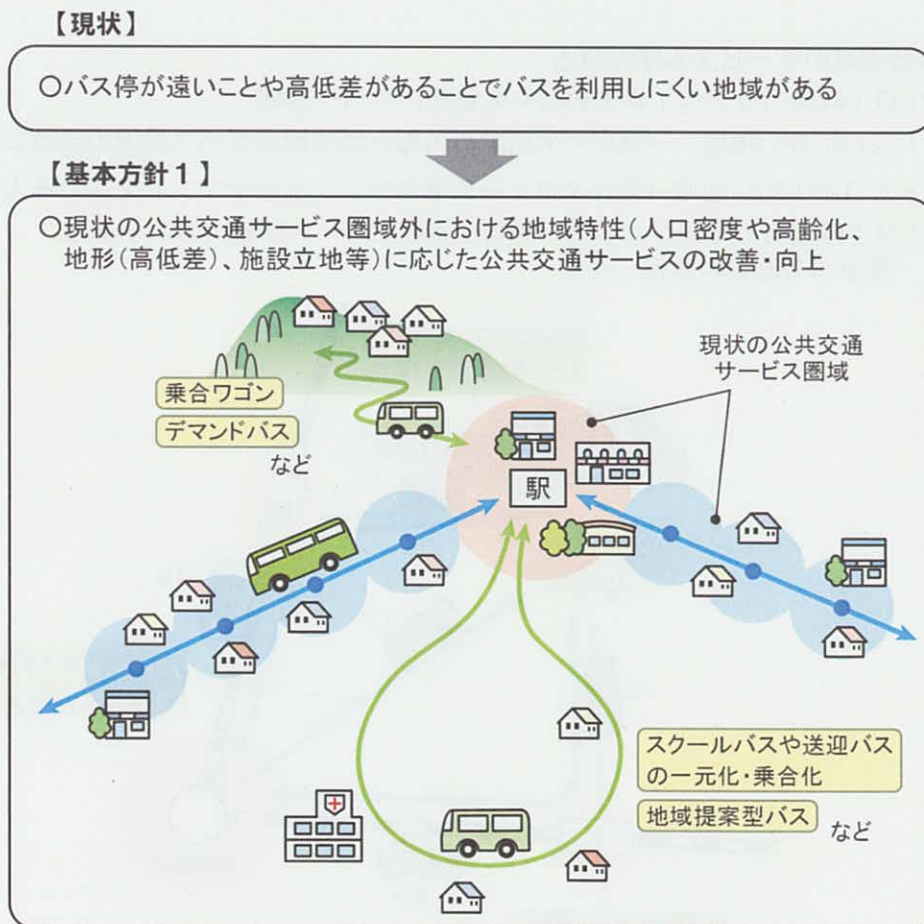 【現状】
○バス停が遠いことや高低差があることでバスを利用しにくい地域がある
【基本方針1】
○現状の公共交通サービス圏域外における地域特性(人口密度や高齢化、
地形(高低差)、施設立地等)に応じた公共交通サービスの改善・向上
現状の公共交通
サービス圏域
乗合ワゴン
デマンドバス
など
駅
スクールバスや送迎バス
の一元化・乗合化
地域提案型バス
など